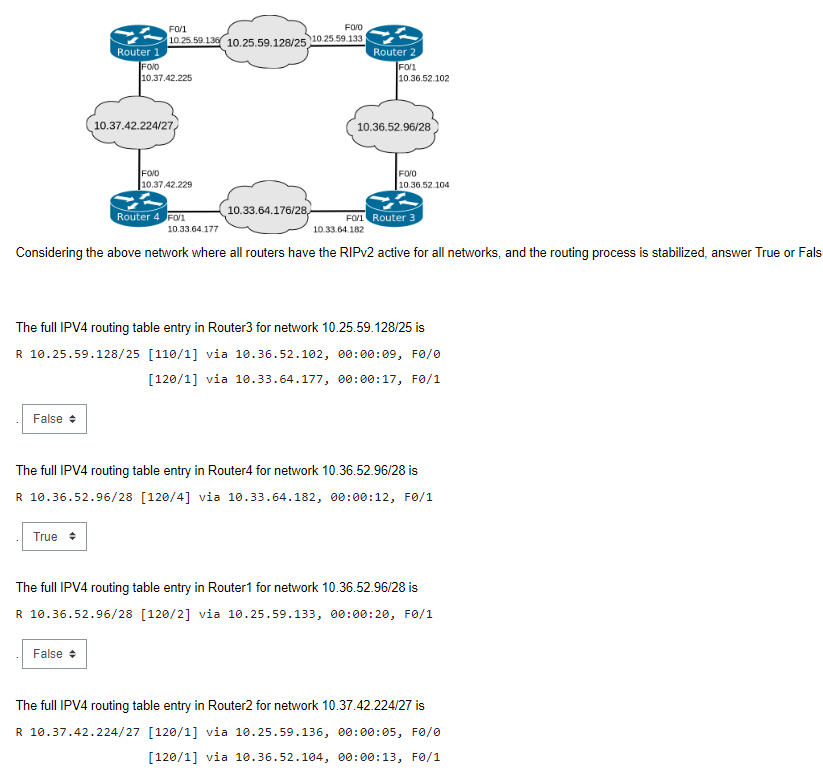 F0/1
10.25.59.136
10.25.59.128/25
F0/0
10.25.59.133
Router 1
Router 2
F0/0
10.37.42.225
F0/1
10.36.52.102
10.37.42.224/27
10.36.52.96/28
F0/0
10.37.42.229
F0/0
10.36.52.104
Router 4
F0/1
10.33.64.177
10.33.64.176/28
F0/1
10.33.64.182
Router 3
Considering the above network where all routers have the RIPv2 active for all networks, and the routing process is stabilized, answer True or Fals
The full IPV4 routing table entry in Router3 for network 10.25.59.128/25 is
R 10.25.59.128/25 [110/1] via 10.36.52.102, 00:00:09, F0/0
[120/1] via 10.33.64.177, 00:00:17, F0/1
. False
The full IPV4 routing table entry in Router4 for network 10.36.52.96/28 is
R 10.36.52.96/28 [120/4] via 10.33.64.182, 00:00:12, F0/1
. True
The full IPV4 routing table entry in Router1 for network 10.36.52.96/28 is
R 10.36.52.96/28 [120/2] via 10.25.59.133, 00:00:20, F0/1
. False
The full IPV4 routing table entry in Router2 for network 10.37.42.224/27 is
R 10.37.42.224/27 [120/1] via 10.25.59.136, 00:00:05, F0/0
[120/1] via 10.36.52.104, 00:00:13, F0/1